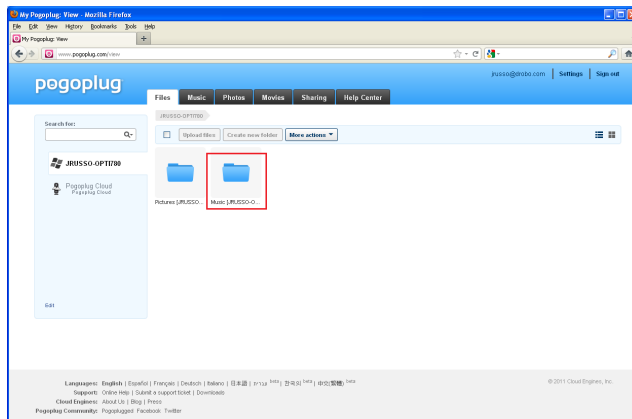 My Pogoplug: View - Mozilla Firefox
File Edit View History Bookmarks Tools Help
My Pogoplug: View
www.pogoplug.com/view
jrusso@drobo.com Settings Sign out
pogoplug
Files Music Photos Movies Sharing Help Center
JRUSSO-OPTI780
Search for:
Upload files Create new folder More actions
JRUSSO-OPTI780
Pogoplug Cloud
Pogoplug Cloud
Pictures [JRUSSO... Music [JRUSSO-O...
Edit
Languages: English | Español | Français | Deutsch | Italiano | 日本語 | עברית beta | 한국의 beta | 中文(繁體) beta
© 2011 Cloud Engines, Inc.
Support: Online Help | Submit a support ticket | Downloads
Cloud Engines: About Us | Blog | Press
Pogoplug Community: Pogoplugged Facebook Twitter